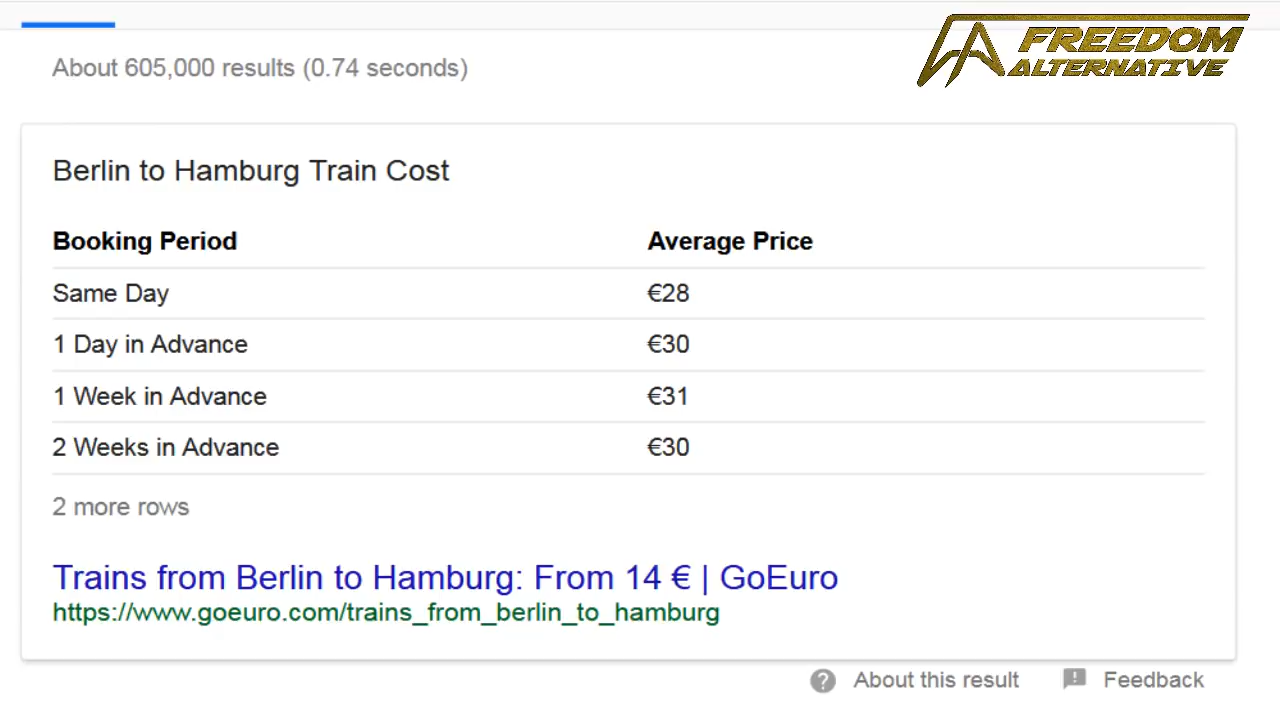 FREEDOM
ALTERNATIVE
About 605,000 results (0.74 seconds)
Berlin to Hamburg Train Cost
Booking Period Average Price
Same Day €28
1 Day in Advance €30
1 Week in Advance €31
2 Weeks in Advance €30
2 more rows
Trains from Berlin to Hamburg: From 14 € | GoEuro
https://www.goeuro.com/trains_from_berlin_to_hamburg
About this result Feedback